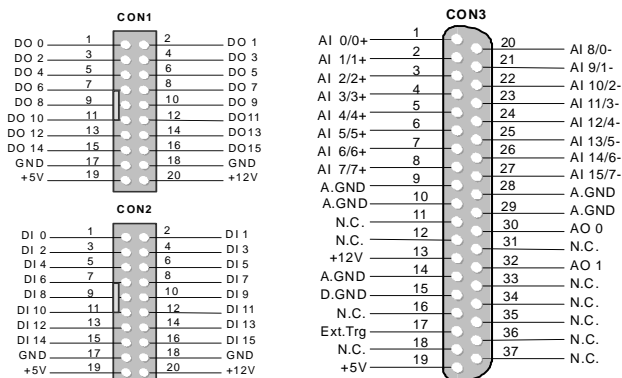 CON1
DO 0 1 2 DO 1
DO 2 3 4 DO 3
DO 4 5 6 DO 5
DO 6 7 8 DO 7
DO 8 9 10 DO 9
DO 10 11 12 DO11
DO 12 13 14 DO13
DO 14 15 16 DO15
GND 17 18 GND
+5V 19 20 +12V
CON2
DI 0 1 2 DI 1
DI 2 3 4 DI 3
DI 4 5 6 DI 5
DI 6 7 8 DI 7
DI 8 9 10 DI 9
DI 10 11 12 DI 11
DI 12 13 14 DI 13
DI 14 15 16 DI 15
GND 17 18 GND
+5V 19 20 +12V
CON3
AI 0/0+ 1
20 AI 8/0-
AI 1/1+ 2
21 AI 9/1-
AI 2/2+ 3
22 AI 10/2-
AI 3/3+ 4
23 AI 11/3-
AI 4/4+ 5
24 AI 12/4-
AI 5/5+ 6
25 AI 13/5-
AI 6/6+ 7
26 AI 14/6-
AI 7/7+ 8
27 AI 15/7-
A.GND 9
28 A.GND
A.GND 10
29 A.GND
N.C. 11
30 AO 0
N.C. 12
31 N.C.
+12V 13
32 AO 1
A.GND 14
33 N.C.
D.GND 15
34 N.C.
N.C. 16
35 N.C.
Ext.Trg 17
36 N.C.
N.C. 18
37 N.C.
+5V 19